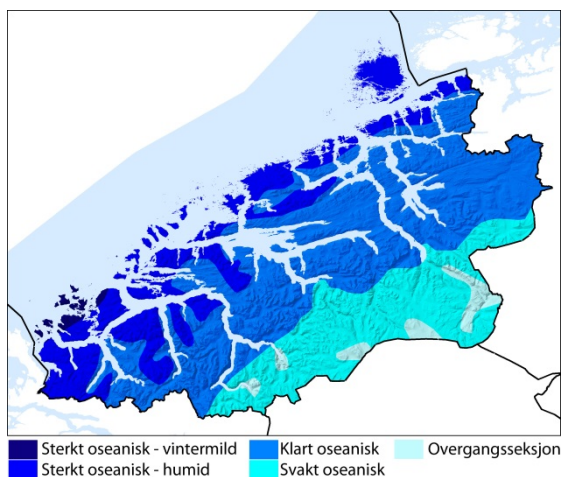 Sterkt oseanisk - vintermild
Klart oseanisk
Overgangsseksjon
Sterkt oseanisk - humid
Svakt oseanisk